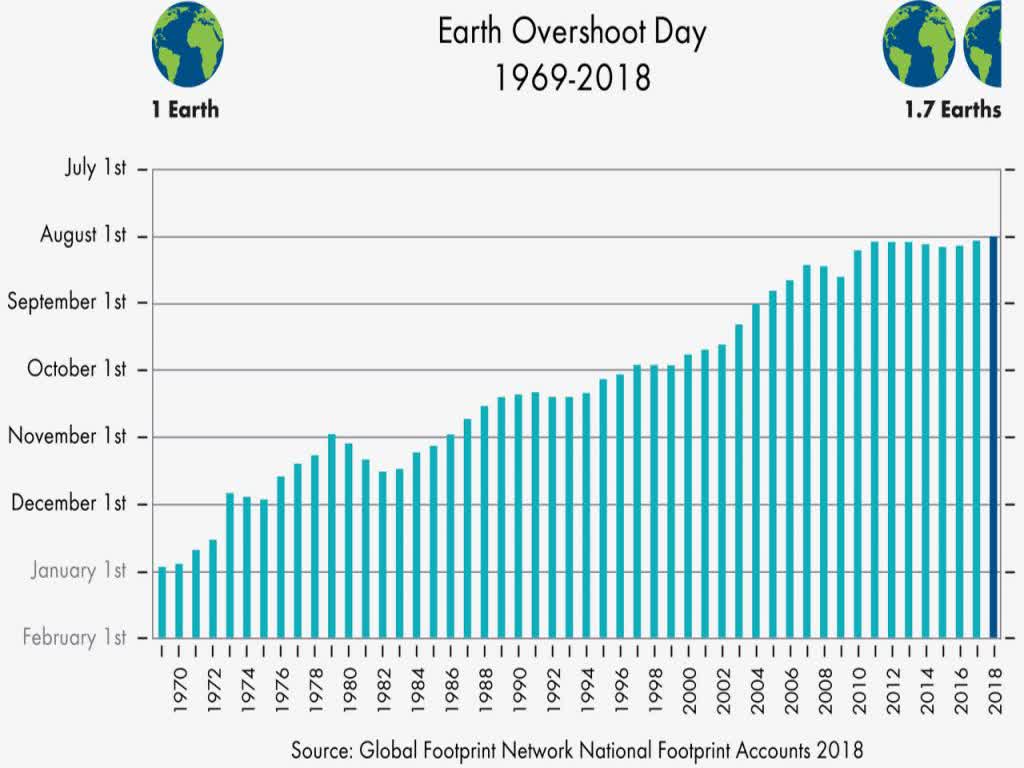 Earth Overshoot Day
1969-2018
1 Earth
1.7 Earths
July 1st
August 1st
September 1st
October 1st
November 1st
December 1st
January 1st
February 1st
1970
1972
1974
1976
1978
1980
1982
1984
1986
1988
1990
1992
1994
1996
1998
2000
2002
2004
2006
2008
2010
2012
2014
2016
2018
Source: Global Footprint Network National Footprint Accounts 2018